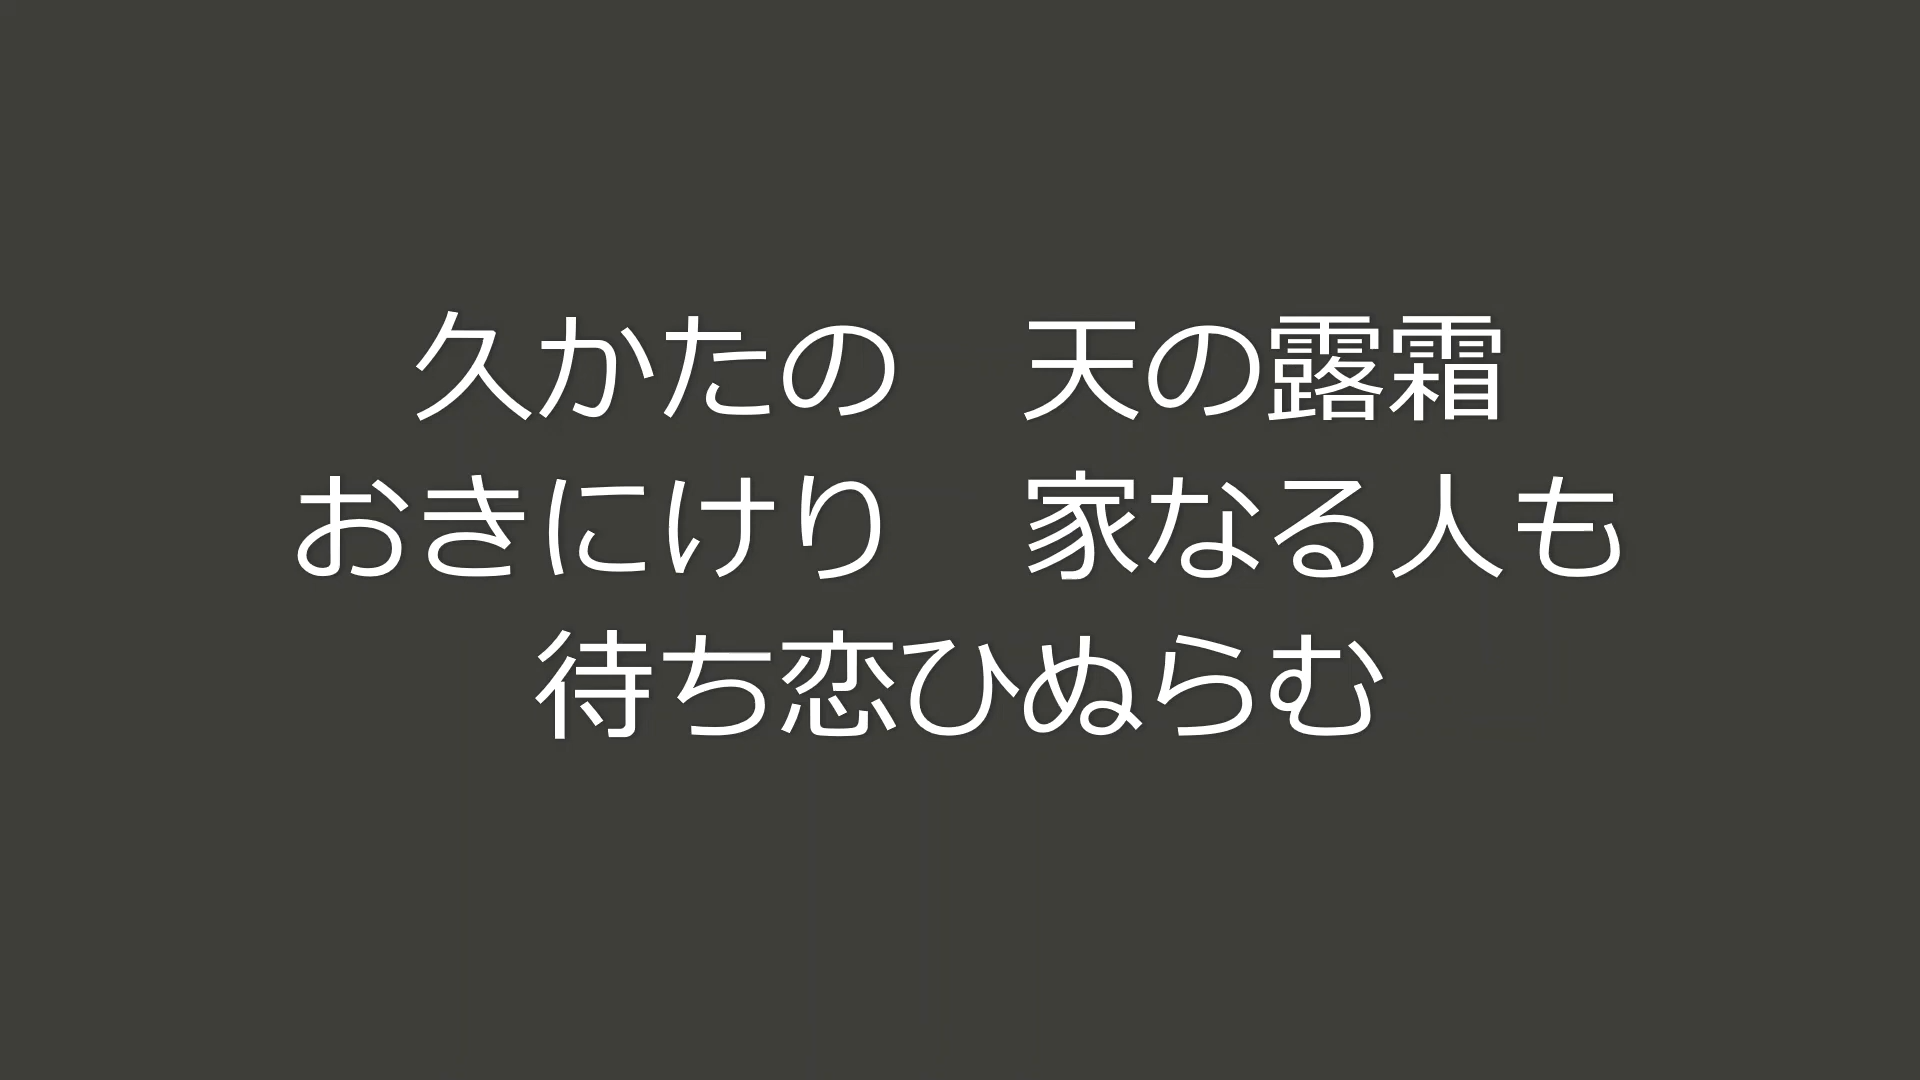 久かたの　天の露霜
おきにけり　家なる人も
待ち恋ひぬらむ